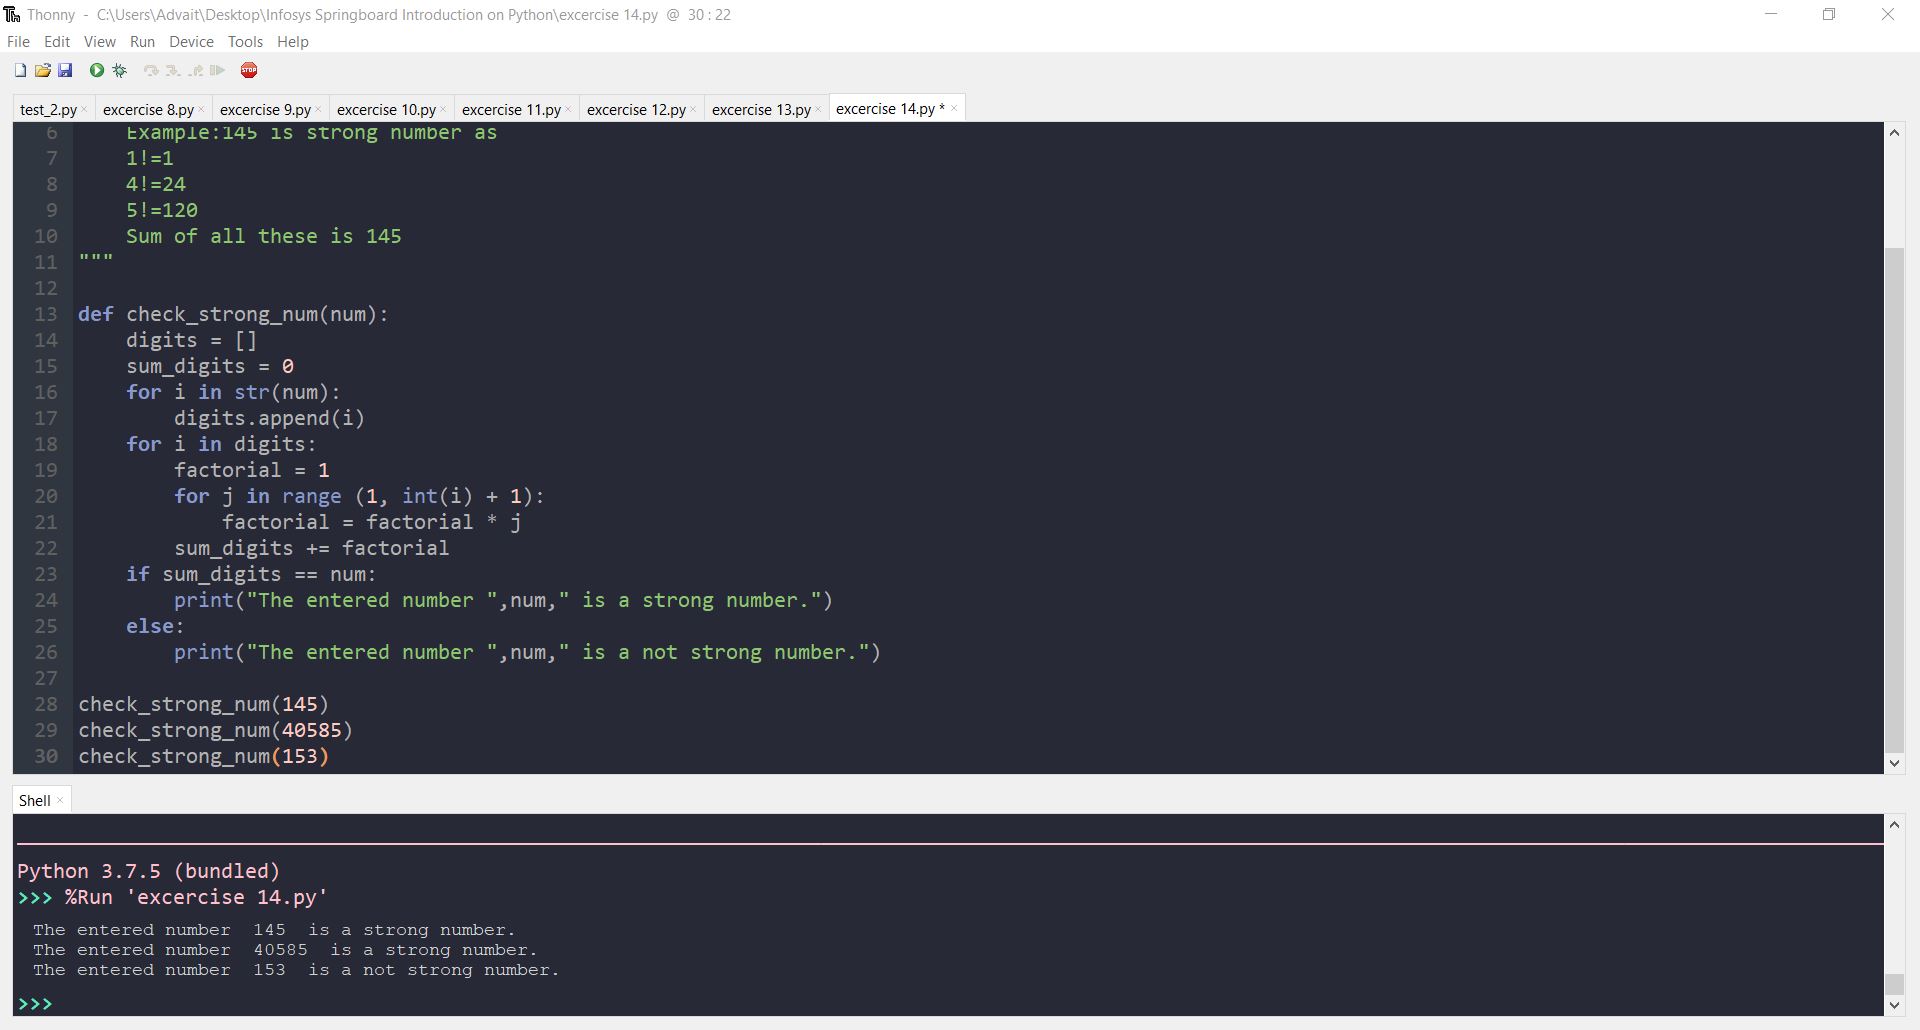 Thonny - C:\Users\Advait\Desktop\Infosys Springboard Introduction on Python\excercise 14.py @ 30 : 22
File Edit View Run Device Tools Help
STOP
test_2.py × excercise 8.py × excercise 9.py × excercise 10.py × excercise 11.py × excercise 12.py × excercise 13.py × excercise 14.py * ×
6     Example:145 is strong number as
7     1!=1
8     4!=24
9     5!=120
10     Sum of all these is 145
11 """
12
13 def check_strong_num(num):
14     digits = []
15     sum_digits = 0
16     for i in str(num):
17         digits.append(i)
18     for i in digits:
19         factorial = 1
20         for j in range (1, int(i) + 1):
21             factorial = factorial * j
22         sum_digits += factorial
23     if sum_digits == num:
24         print("The entered number ",num," is a strong number.")
25     else:
26         print("The entered number ",num," is a not strong number.")
27
28 check_strong_num(145)
29 check_strong_num(40585)
30 check_strong_num(153)
Shell ×
Python 3.7.5 (bundled)
>>> %Run 'excercise 14.py'
The entered number  145  is a strong number.
The entered number  40585  is a strong number.
The entered number  153  is a not strong number.
>>>